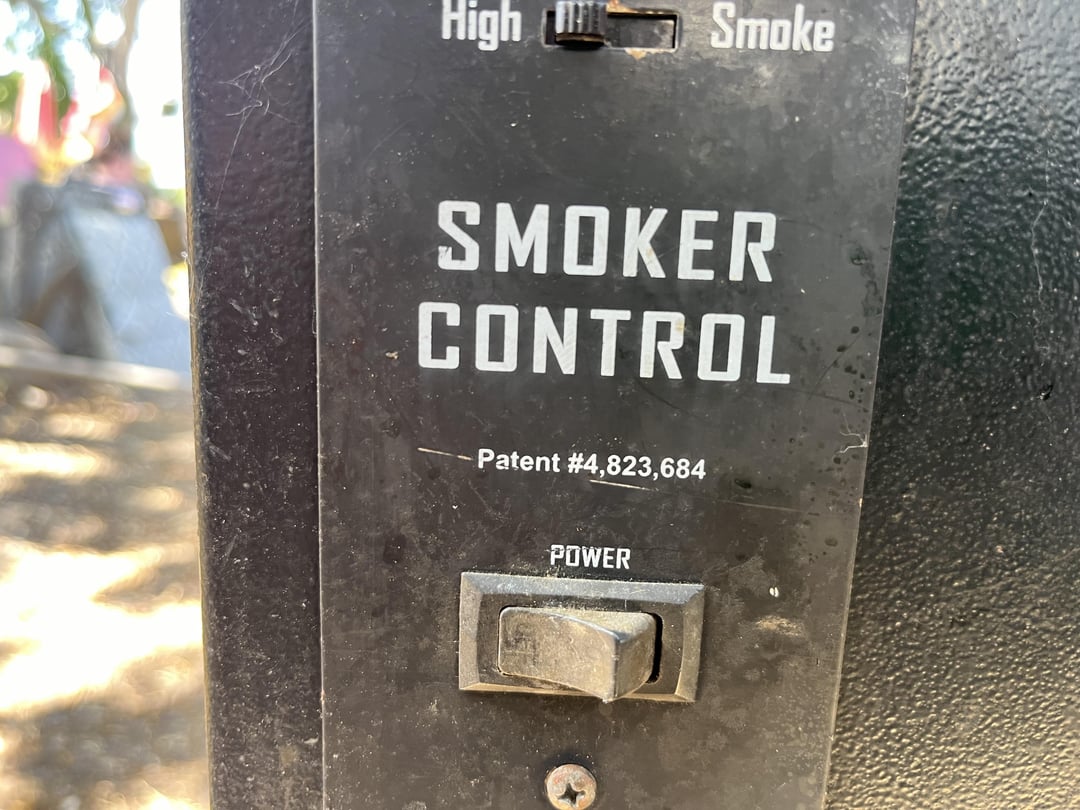 High Smoke
SMOKER
CONTROL
Patent #4,823,684
POWER